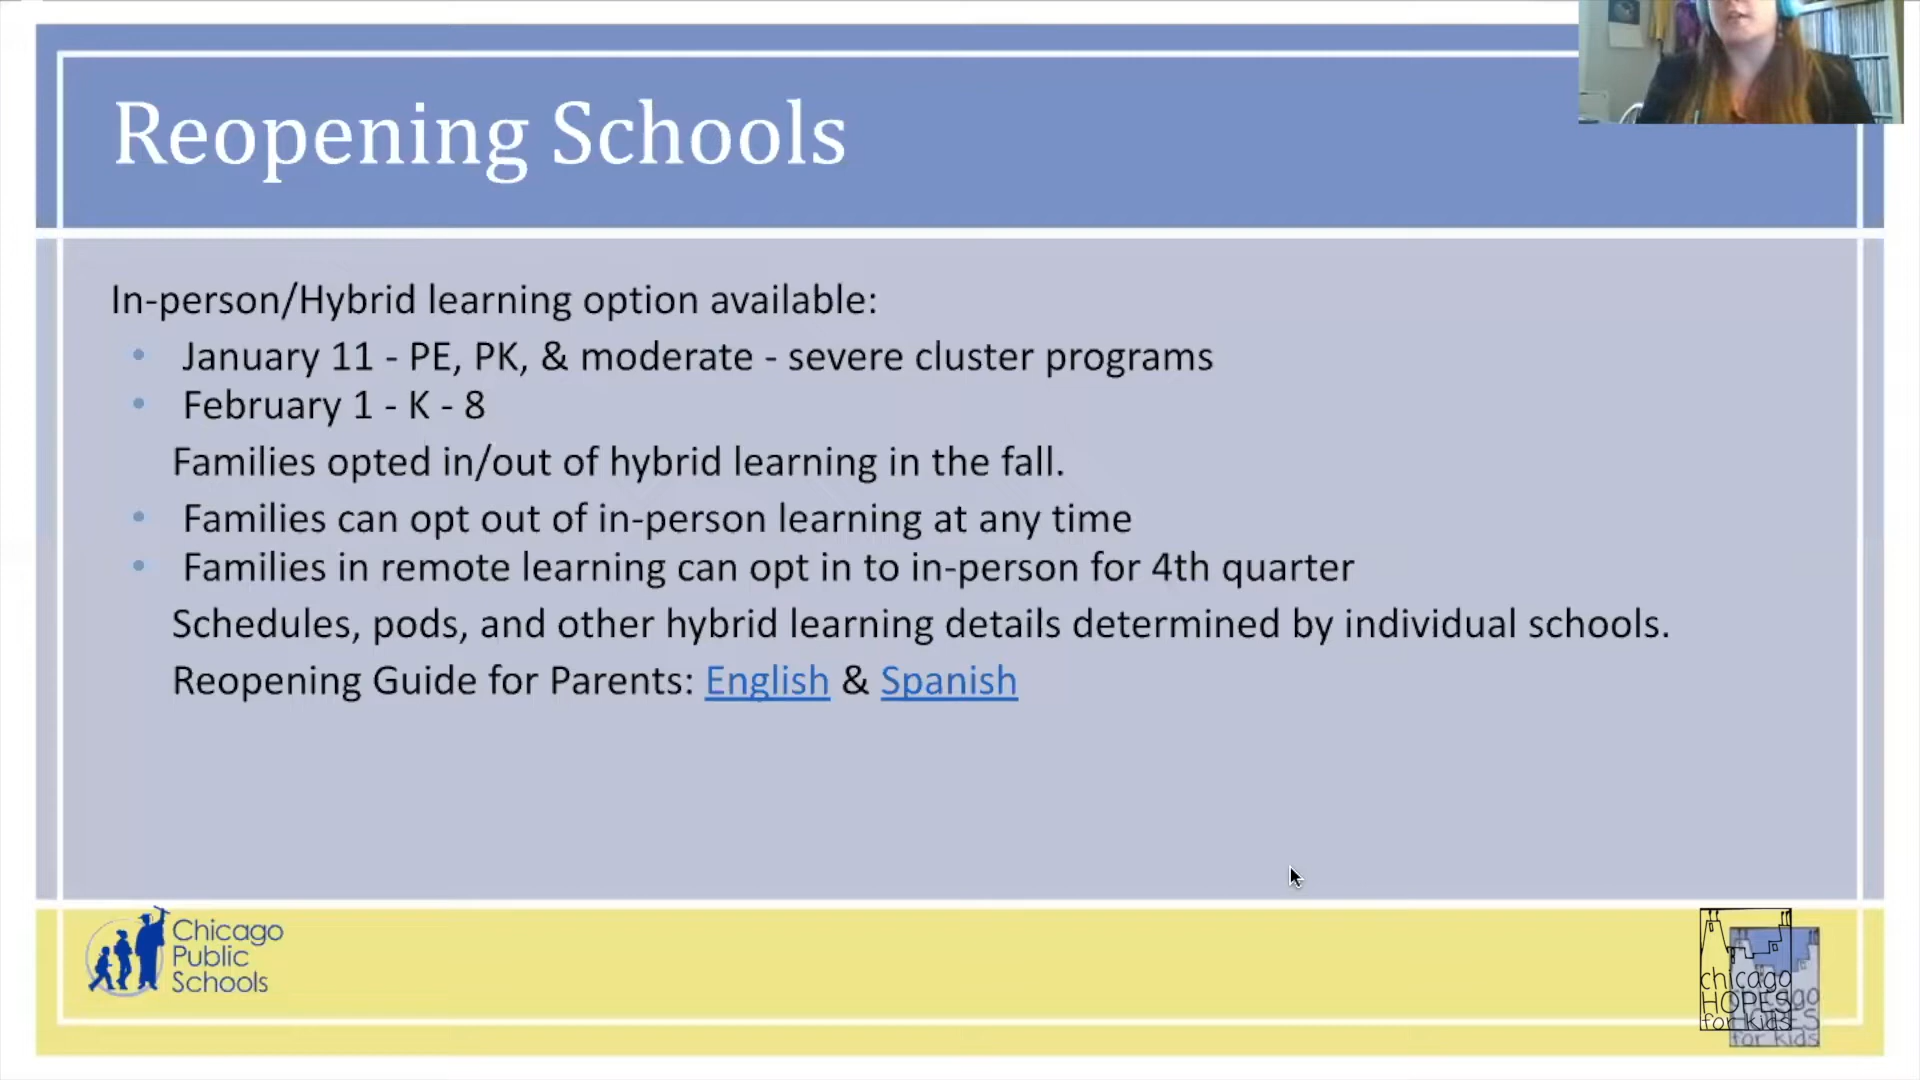 Reopening Schools
In-person/Hybrid learning option available:
• January 11 - PE, PK, & moderate - severe cluster programs
• February 1 - K - 8
Families opted in/out of hybrid learning in the fall.
• Families can opt out of in-person learning at any time
• Families in remote learning can opt in to in-person for 4th quarter
Schedules, pods, and other hybrid learning details determined by individual schools.
Reopening Guide for Parents: English & Spanish
Chicago
Public
Schools
chicago
HOPES
for kids